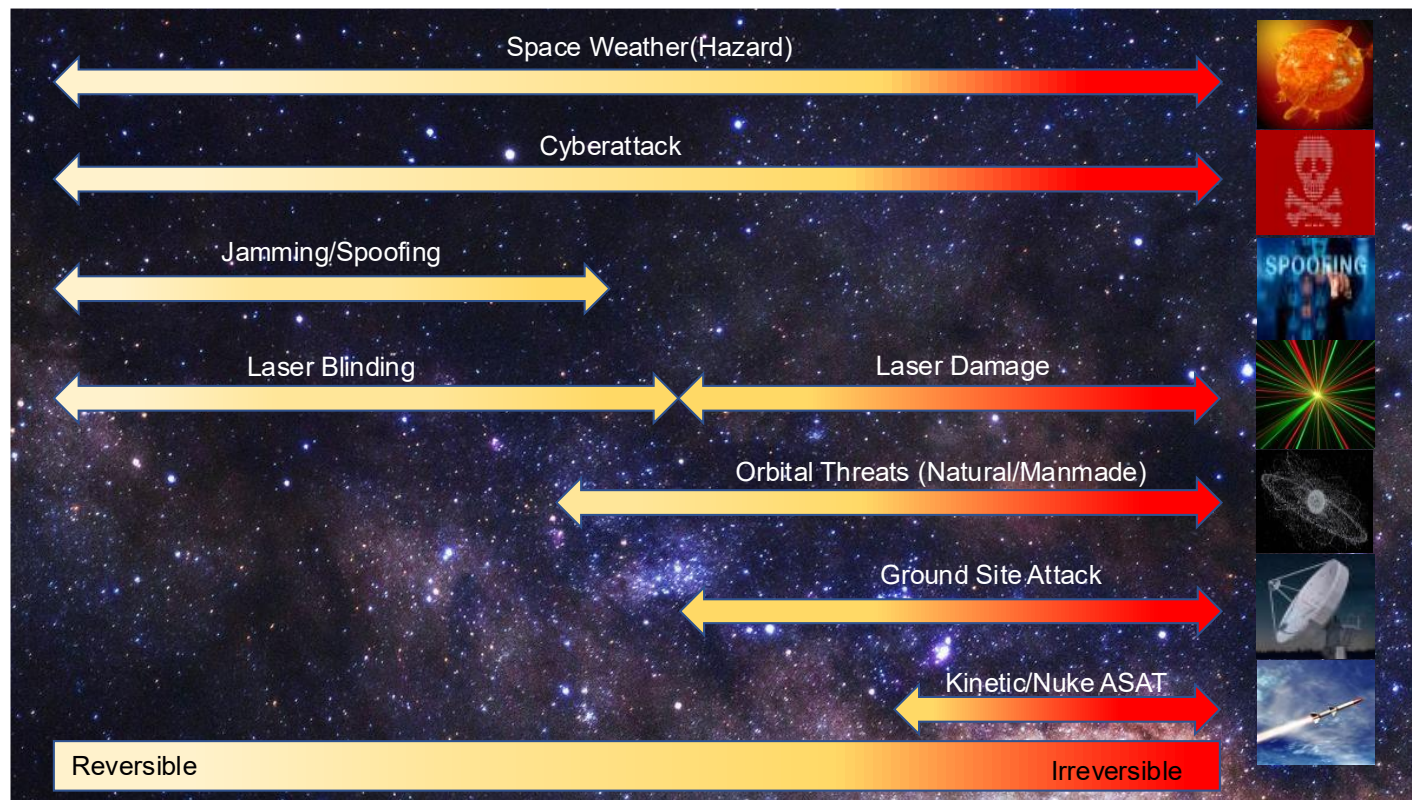 Space Weather(Hazard)
Cyberattack
Jamming/Spoofing
SPOOFING
Laser Blinding
Laser Damage
Orbital Threats (Natural/Manmade)
Ground Site Attack
Kinetic/Nuke ASAT
Reversible
Irreversible